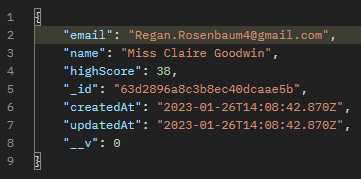 1 {
2 "email": "Regan.Rosenbaum4@gmail.com",
3 "name": "Miss Claire Goodwin",
4 "highScore": 38,
5 "_id": "63d2896a8c3b8ec40dcaae5b",
6 "createdAt": "2023-01-26T14:08:42.870Z",
7 "updatedAt": "2023-01-26T14:08:42.870Z",
8 "__v": 0
9 }